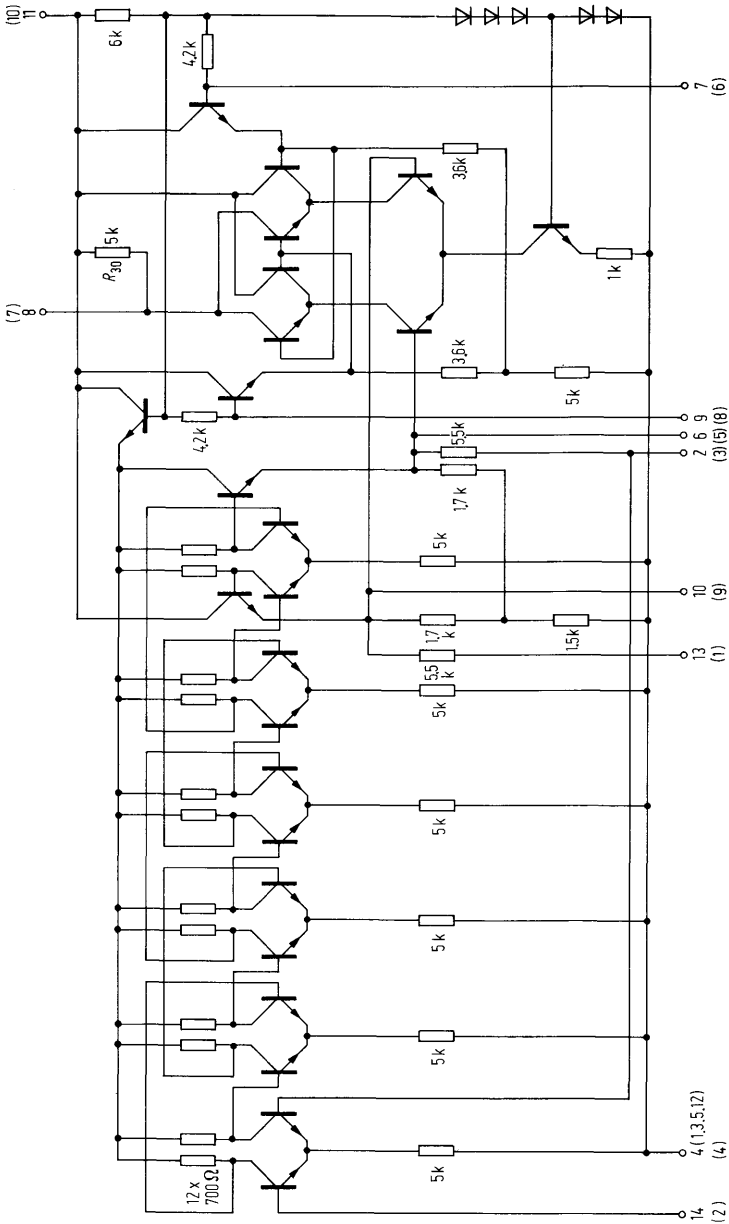 (10)
11
6k
4,2k
7
(6)
3,6k
5k
R30
1k
(7)
8
3,6k
5k
4,2k
9
(8)
6
(5)
5,5k
2
(3)
1,7k
5k
10
(9)
1,7
k
1,5k
5,5
k
13
(1)
5k
5k
5k
5k
12 x
700 Ω
5k
4 (1,3,5,12)
(4)
14
(2)